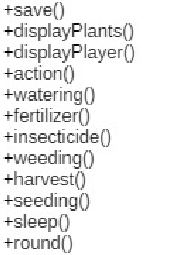 +save()
+displayPlants()
+displayPlayer()
+action()
+watering()
+fertilizer()
+insecticide()
+weeding()
+harvest()
+seeding()
+sleep()
+round()